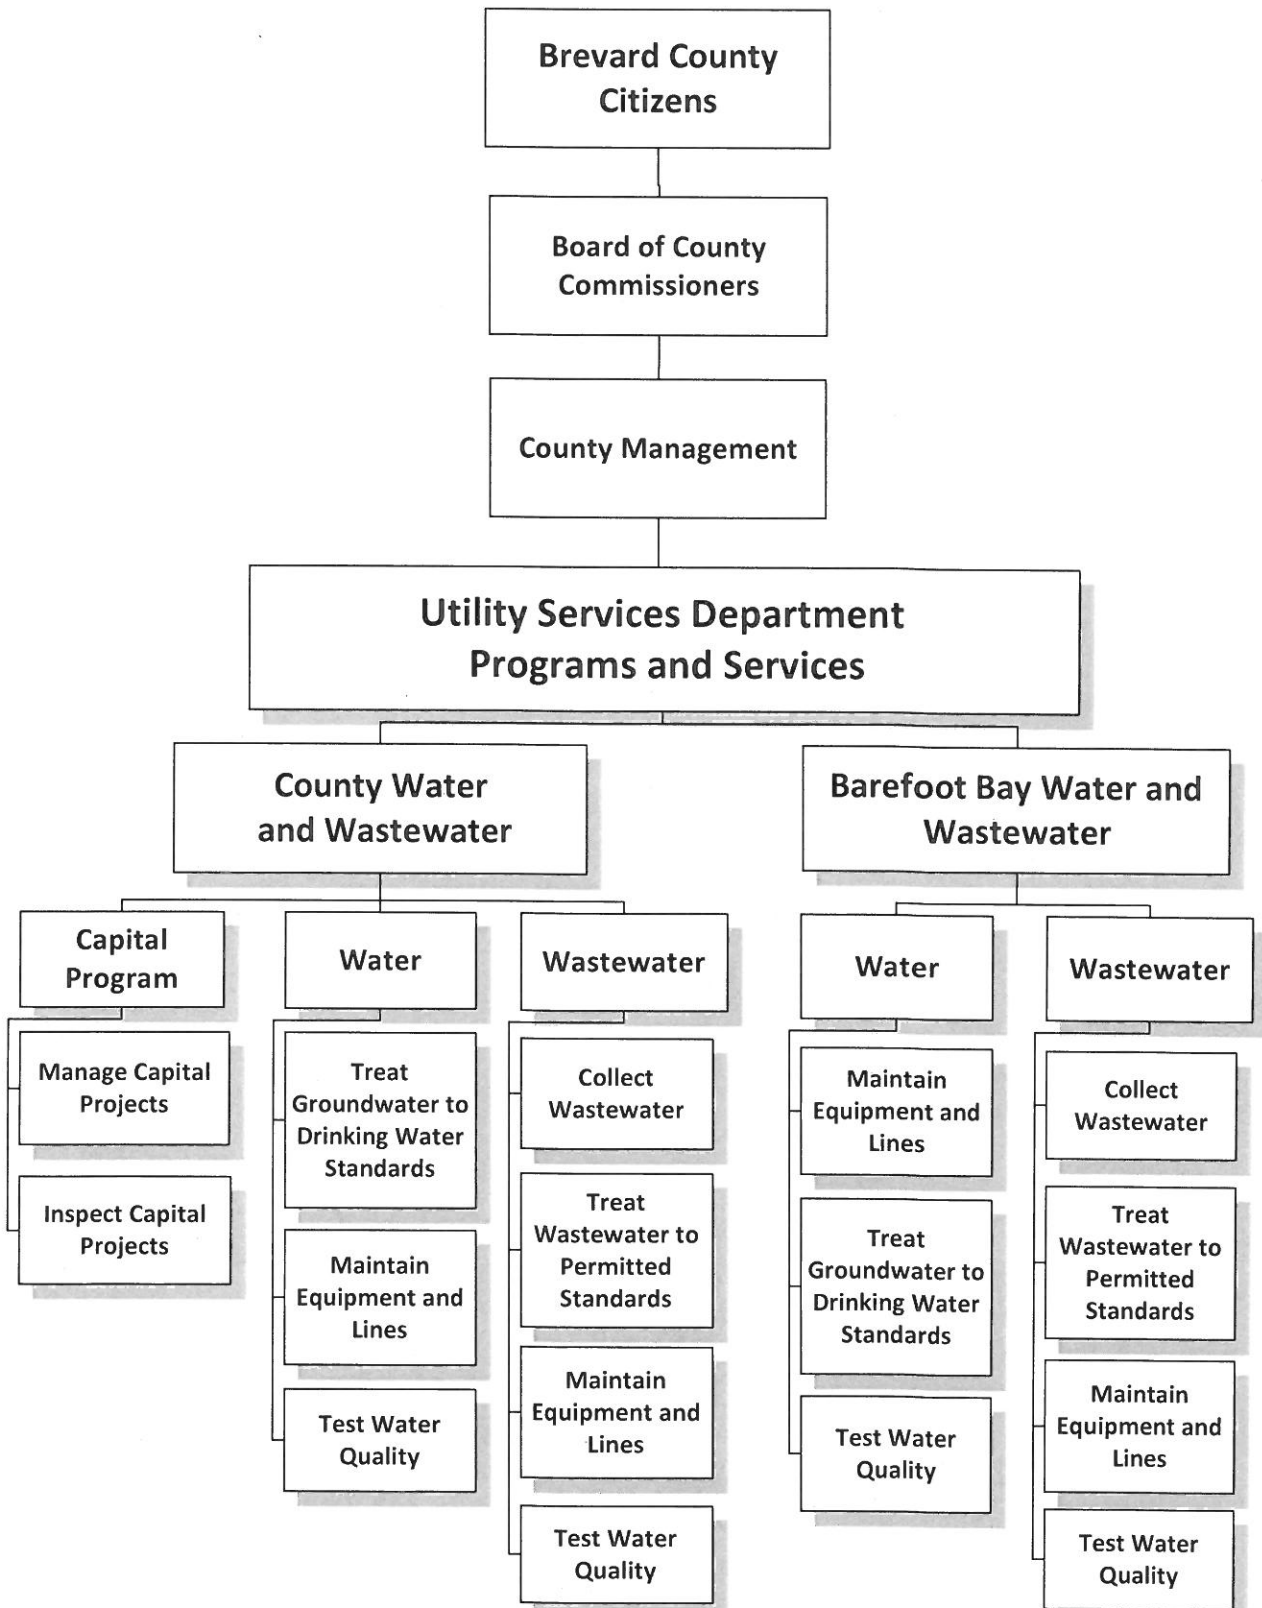 Brevard County
Citizens
Board of County
Commissioners
County Management
Utility Services Department
Programs and Services
County Water
and Wastewater
Barefoot Bay Water and
Wastewater
Capital
Program
Water
Wastewater
Water
Wastewater
Manage Capital
Projects
Inspect Capital
Projects
Treat
Groundwater to
Drinking Water
Standards
Maintain
Equipment and
Lines
Test Water
Quality
Collect
Wastewater
Treat
Wastewater to
Permitted
Standards
Maintain
Equipment and
Lines
Test Water
Quality
Maintain
Equipment and
Lines
Treat
Groundwater to
Drinking Water
Standards
Test Water
Quality
Collect
Wastewater
Treat
Wastewater to
Permitted
Standards
Maintain
Equipment and
Lines
Test Water
Quality